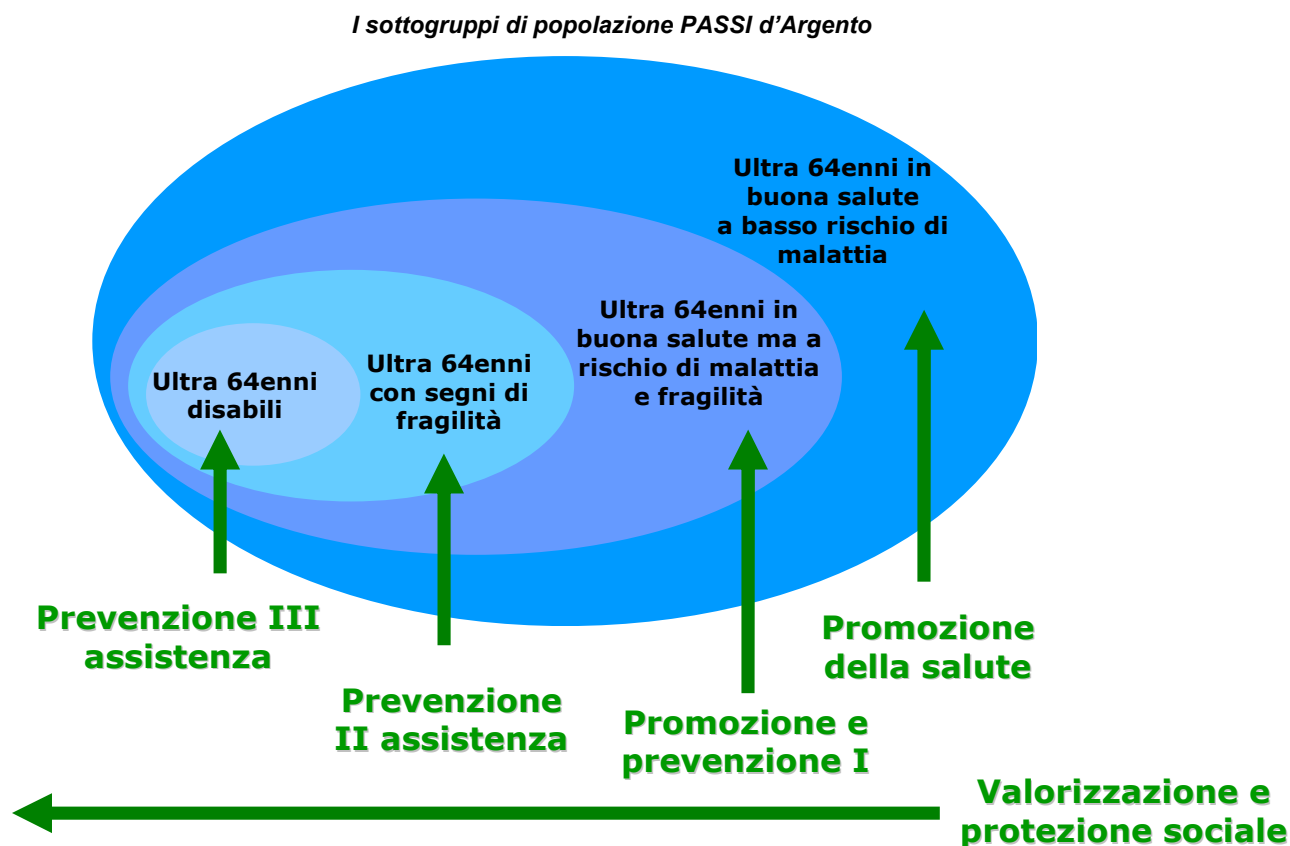 I sottogruppi di popolazione PASSI d'Argento
Ultra 64enni in
buona salute
a basso rischio di
malattia
Ultra 64enni in
buona salute ma a
rischio di malattia
e fragilità
Ultra 64enni
con segni di
fragilità
Ultra 64enni
disabili
Prevenzione III
assistenza
Prevenzione
II assistenza
Promozione e
prevenzione I
Promozione
della salute
Valorizzazione e
protezione sociale